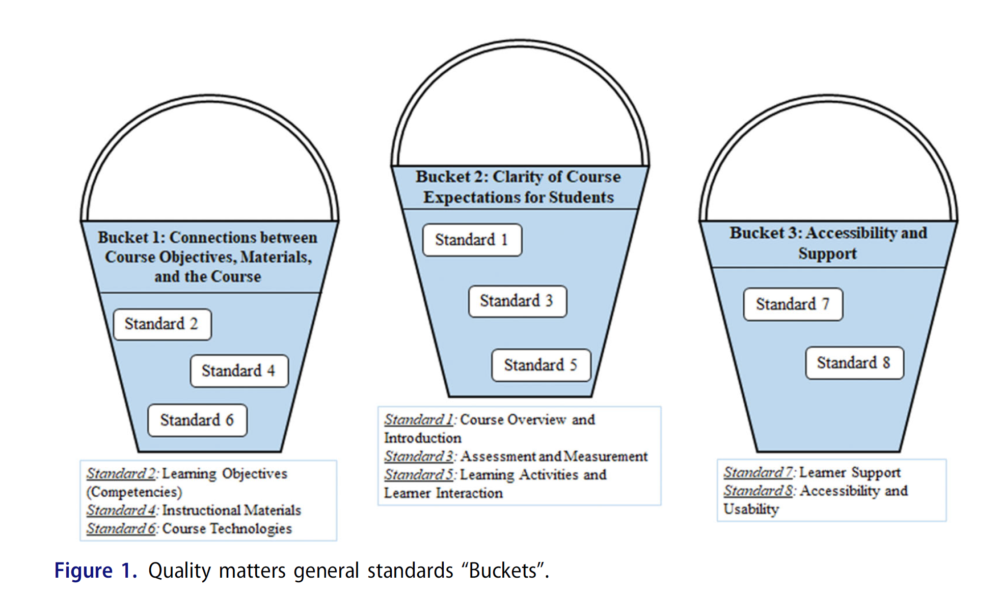 Bucket 1: Connections between
Course Objectives, Materials,
and the Course
Standard 2
Standard 4
Standard 6
Standard 2: Learning Objectives
(Competencies)
Standard 4: Instructional Materials
Standard 6: Course Technologies
Bucket 2: Clarity of Course
Expectations for Students
Standard 1
Standard 3
Standard 5
Standard 1: Course Overview and
Introduction
Standard 3: Assessment and Measurement
Standard 5: Learning Activities and
Learner Interaction
Bucket 3: Accessibility and
Support
Standard 7
Standard 8
Standard 7: Learner Support
Standard 8: Accessibility and
Usability
Figure 1. Quality matters general standards “Buckets”.